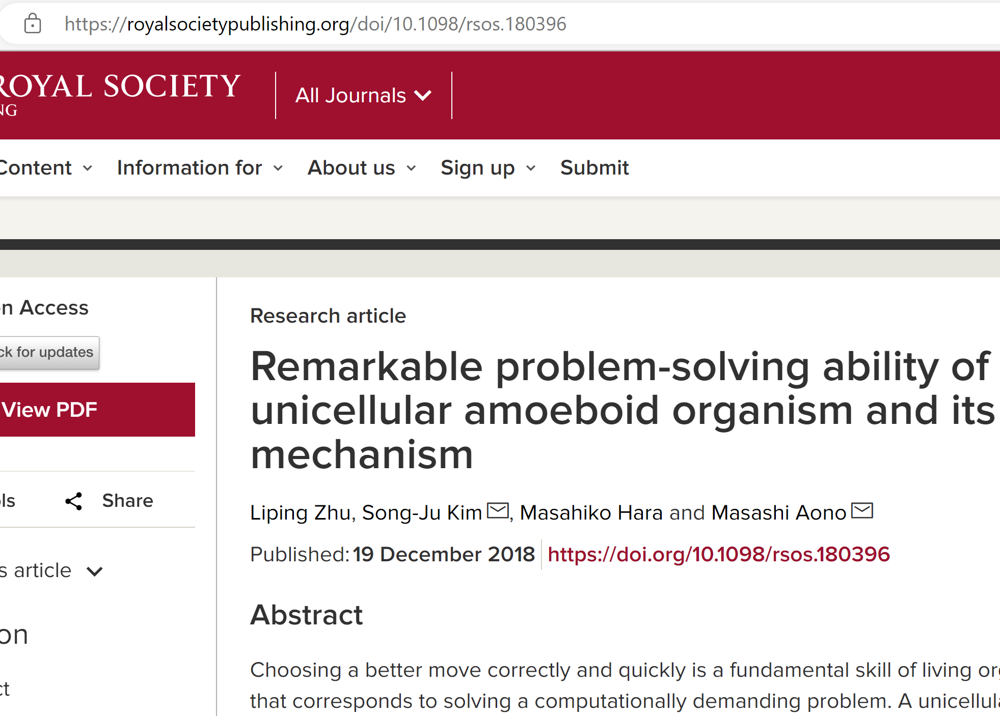 https://royalsocietypublishing.org/doi/10.1098/rsos.180396
ROYAL SOCIETY
NG
All Journals
Content
Information for
About us
Sign up
Submit
n Access
ck for updates
View PDF
ls
Share
s article
on
ct
Research article
Remarkable problem-solving ability of
unicellular amoeboid organism and its
mechanism
Liping Zhu, Song-Ju Kim, Masahiko Hara and Masashi Aono
Published: 19 December 2018 https://doi.org/10.1098/rsos.180396
Abstract
Choosing a better move correctly and quickly is a fundamental skill of living
that corresponds to solving a computationally demanding problem. A